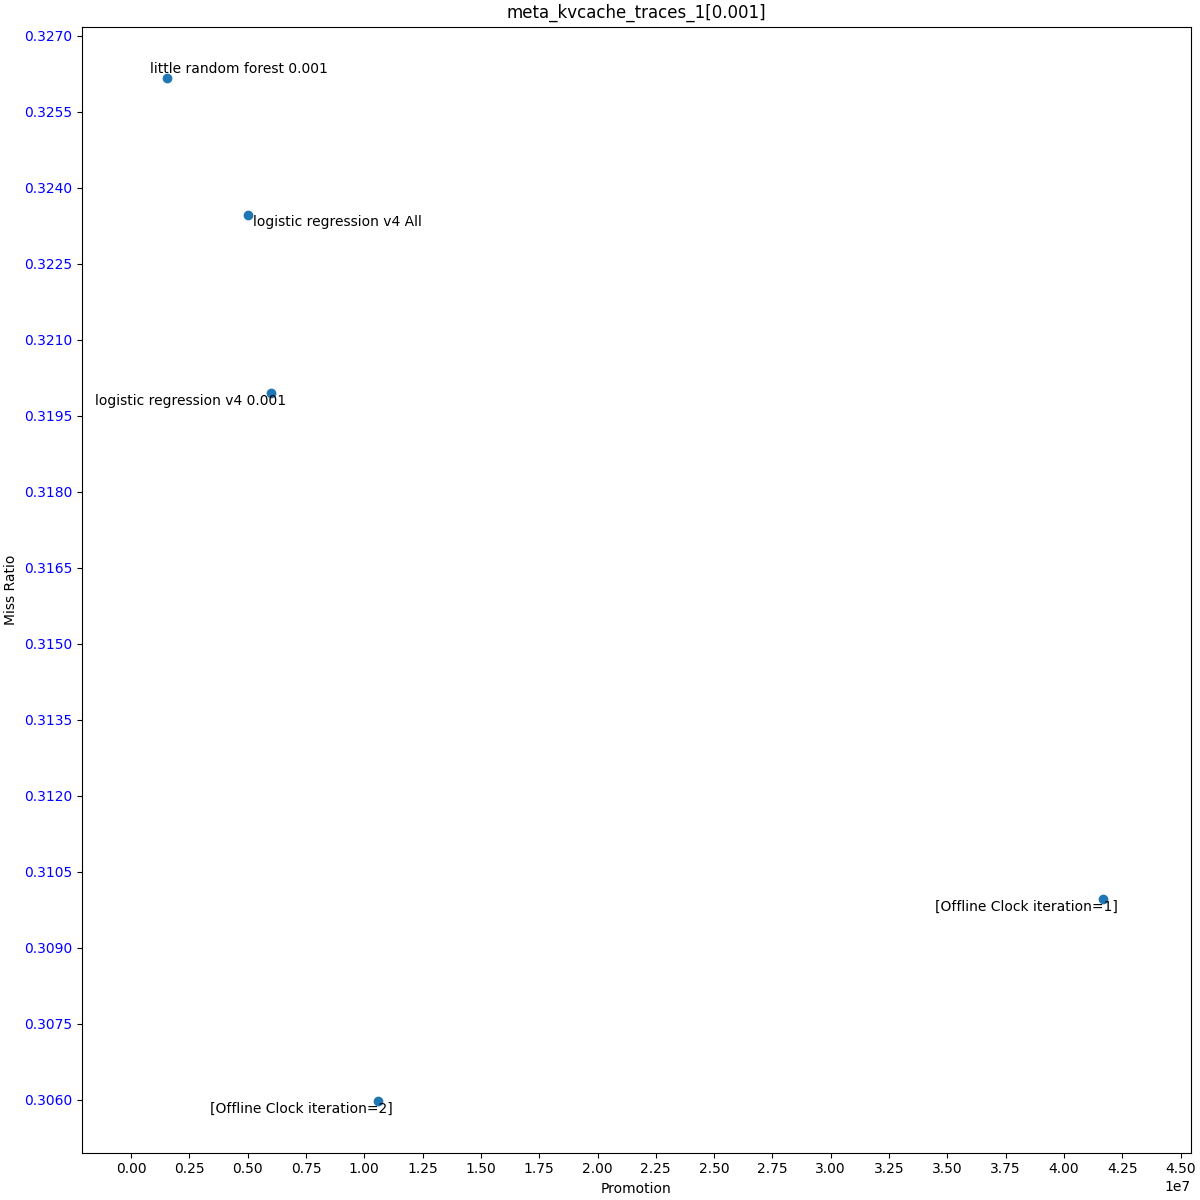 meta_kvcache_traces_1[0.001]
0.3270
little random forest 0.001
0.3255
0.3240
logistic regression v4 All
0.3225
0.3210
logistic regression v4 0.001
0.3195
0.3180
0.3165
Miss Ratio
0.3150
0.3135
0.3120
0.3105
[Offline Clock iteration=1]
0.3090
0.3075
0.3060
[Offline Clock iteration=2]
0.00 0.25 0.50 0.75 1.00 1.25 1.50 1.75 2.00 2.25 2.50 2.75 3.00 3.25 3.50 3.75 4.00 4.25 4.50
1e7
Promotion